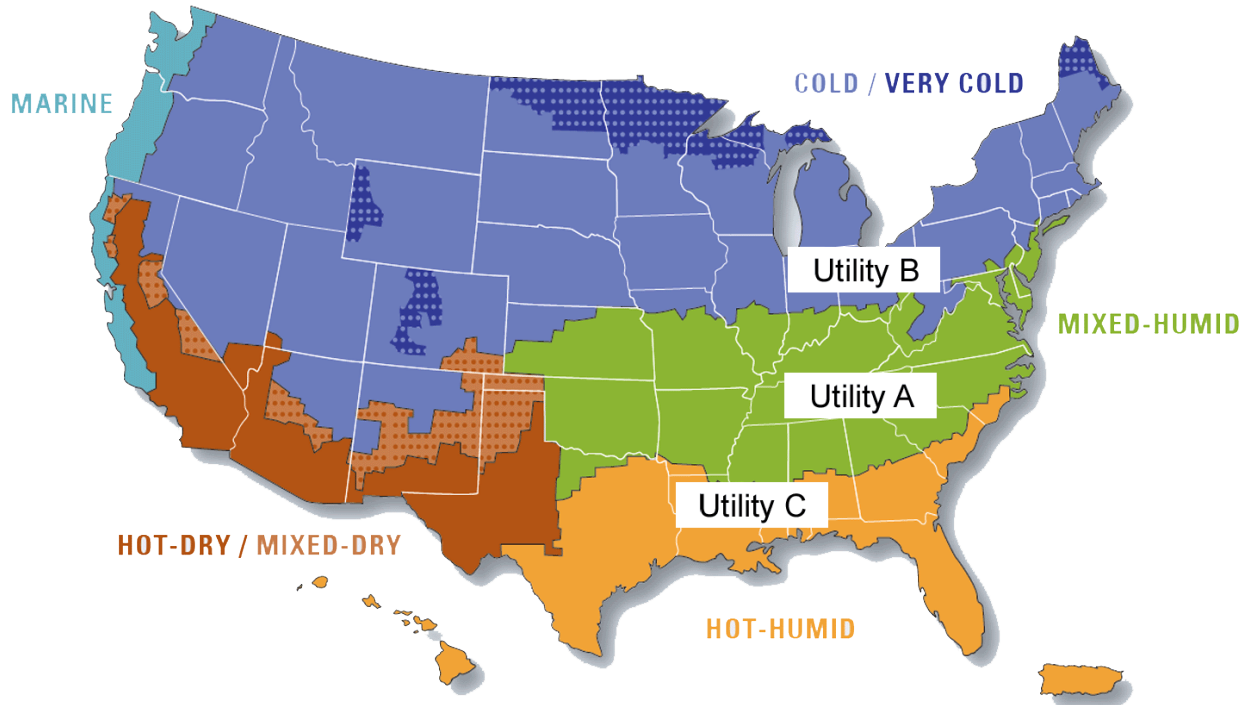 COLD / VERY COLD
MARINE
Utility B
MIXED-HUMID
Utility A
Utility C
HOT-DRY / MIXED-DRY
HOT-HUMID